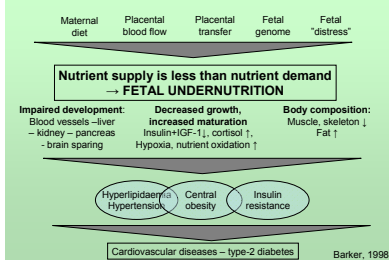 Maternal diet
Placental blood flow
Placental transfer
Fetal genome
Fetal "distress"
Nutrient supply is less than nutrient demand
→ FETAL UNDERNUTRITION
Impaired development:
Blood vessels –liver
– kidney – pancreas
- brain sparing
Decreased growth,
increased maturation
Insulin+IGF-1↓, cortisol ↑,
Hypoxia, nutrient oxidation ↑
Body composition:
Muscle, skeleton ↓
Fat ↑
Hyperlipidaemia
Hypertension
Central
obesity
Insulin
resistance
Cardiovascular diseases – type-2 diabetes
Barker, 1998